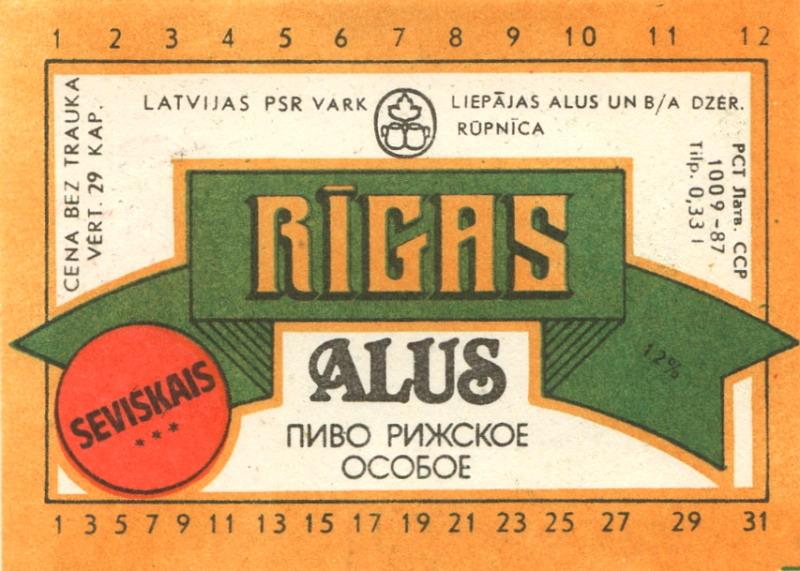 1 2 3 4 5 6 7 8 9 10 11 12
CENA BEZ TRAUKA
VĒRT. 29 KAP.
LATVIJAS PSR VARK
LIEPĀJAS ALUS UN B/A DZĒR.
RŪPNĪCA
РСТ Латв. ССР
1009-87
Tilp. 0,33 l
RĪGAS
ALUS
12%
SEVIŠKAIS
***
ПИВО РИЖСКОЕ
ОСОБОЕ
1 3 5 7 9 11 13 15 17 19 21 23 25 27 29 31